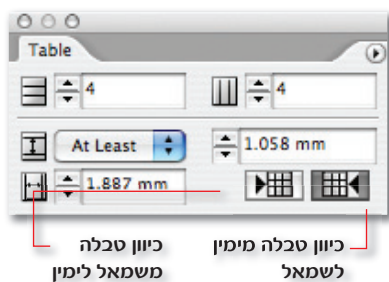 Table
4 4
At Least 1.058 mm
1.887 mm
כיוון טבלה מימין
לשמאל
כיוון טבלה
משמאל לימין